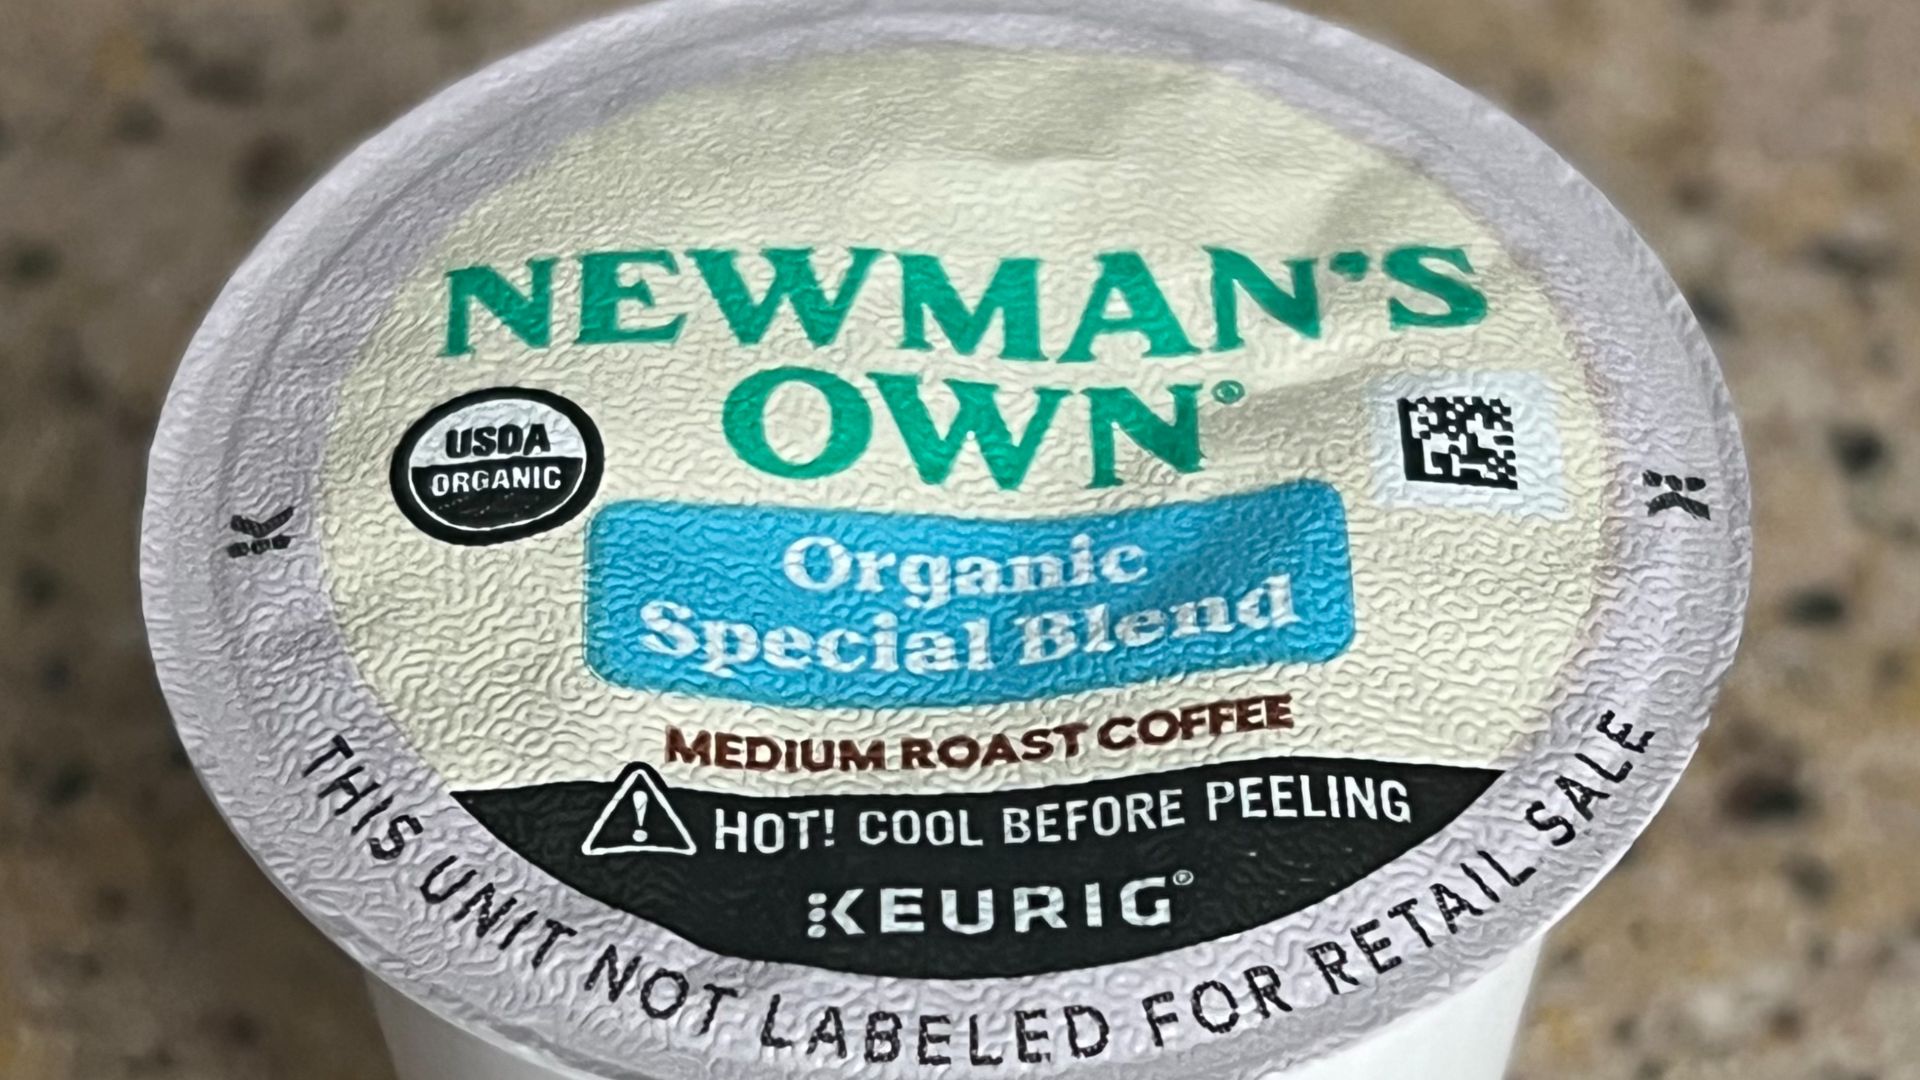 NEWMAN'S
OWN®
USDA
ORGANIC
Organic
Special Blend
MEDIUM ROAST COFFEE
HOT! COOL BEFORE PEELING
KEURIG®
K
K
THIS UNIT NOT LABELED FOR RETAIL SALE